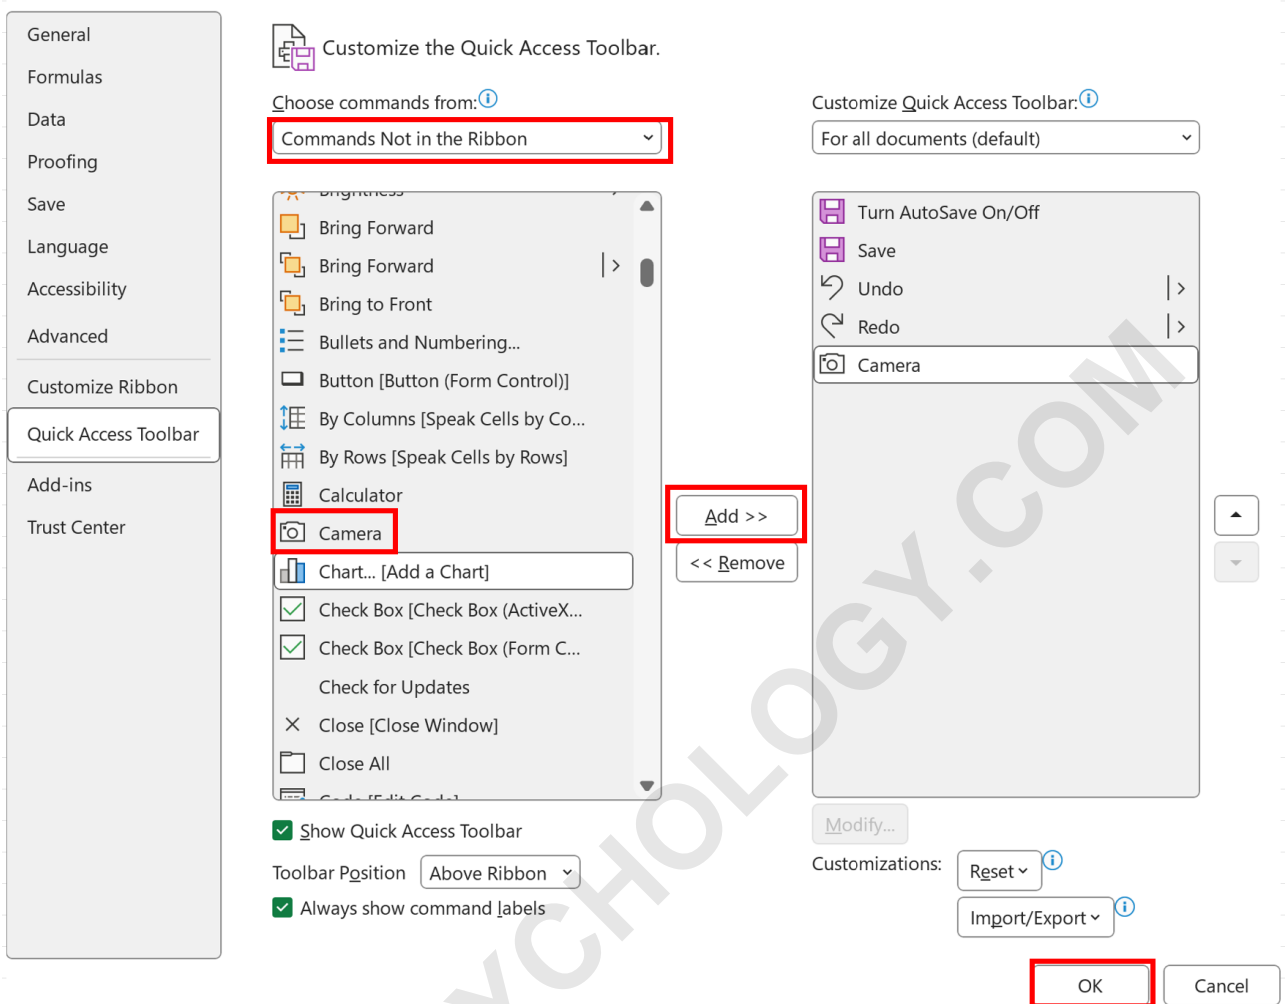 General
Formulas
Data
Proofing
Save
Language
Accessibility
Advanced
Customize Ribbon
Quick Access Toolbar
Add-ins
Trust Center
Customize the Quick Access Toolbar.
Choose commands from:
Commands Not in the Ribbon
Brightness
Bring Forward
Bring Forward
Bring to Front
Bullets and Numbering...
Button [Button (Form Control)]
By Columns [Speak Cells by Co...
By Rows [Speak Cells by Rows]
Calculator
Camera
Chart... [Add a Chart]
Check Box [Check Box (ActiveX...
Check Box [Check Box (Form C...
Check for Updates
Close [Close Window]
Close All
Code [Edit Code]
Show Quick Access Toolbar
Toolbar Position Above Ribbon
Always show command labels
Add >>
<< Remove
Customize Quick Access Toolbar:
For all documents (default)
Turn AutoSave On/Off
Save
Undo
Redo
Camera
Modify...
Customizations: Reset
Import/Export
OK Cancel
YCHOLOGY.COM